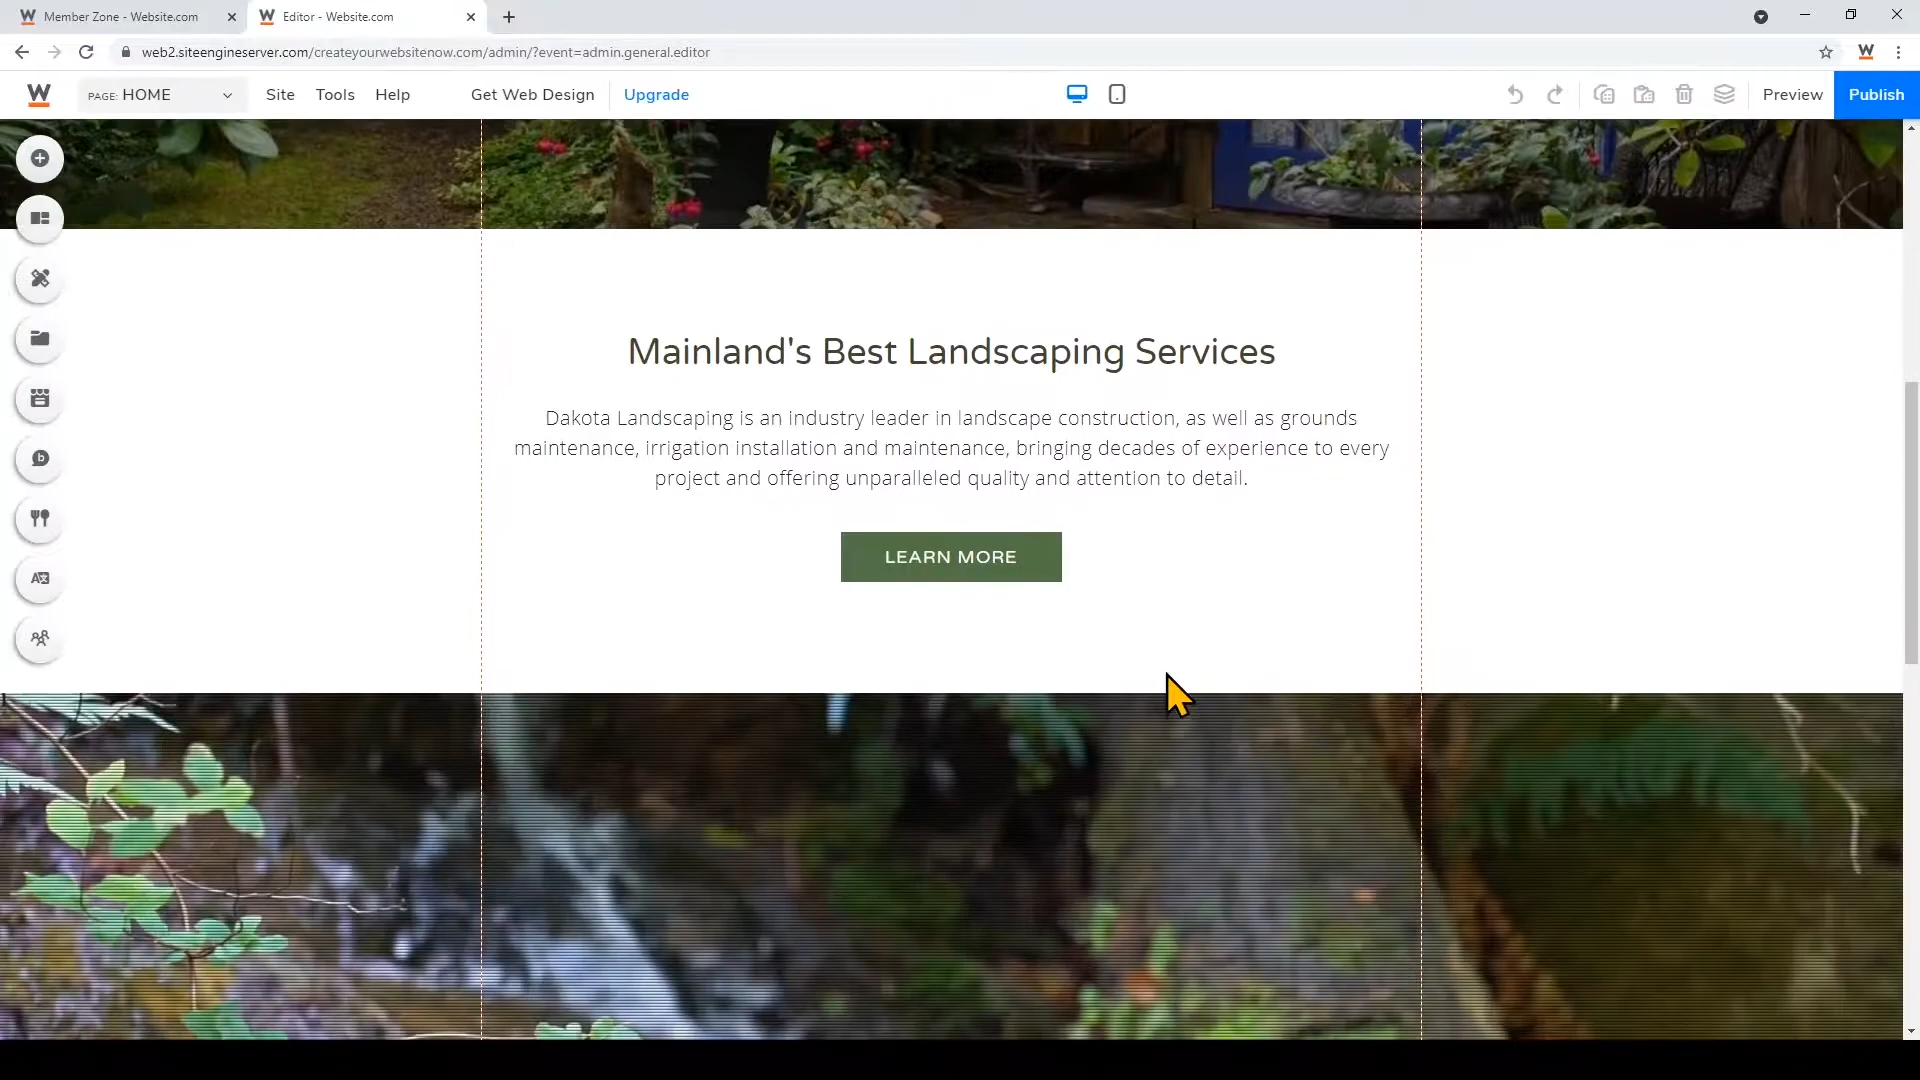 Member Zone - Website.com
Editor - Website.com
web2.siteengineserver.com/createyourwebsitenow.com/admin/?event=admin.general.editor
PAGE: HOME
Site
Tools
Help
Get Web Design
Upgrade
Preview
Publish
Mainland's Best Landscaping Services
Dakota Landscaping is an industry leader in landscape construction, as well as grounds
maintenance, irrigation installation and maintenance, bringing decades of experience to every
project and offering unparalleled quality and attention to detail.
LEARN MORE